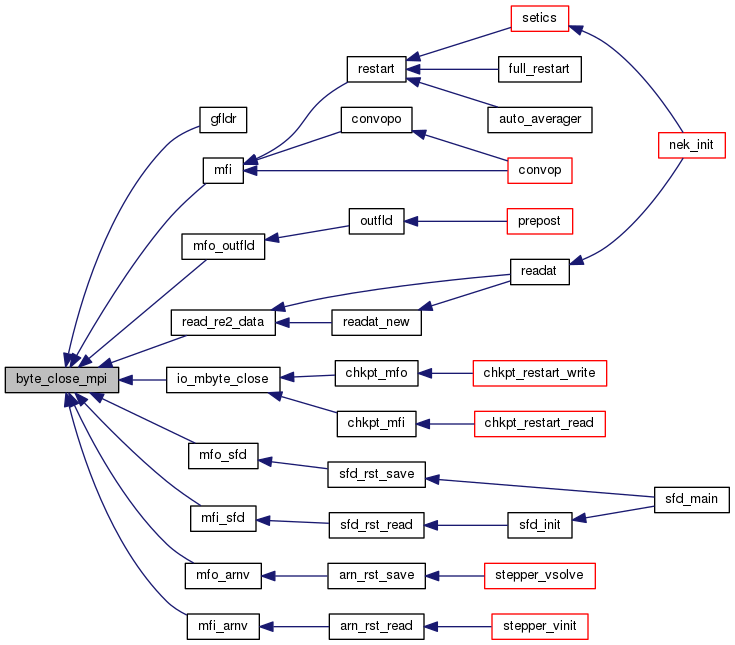 setics
restart
full_restart
gfldr
convopo
auto_averager
nek_init
mfi
convop
outfld
prepost
mfo_outfld
readat
read_re2_data
readat_new
byte_close_mpi
io_mbyte_close
chkpt_mfo
chkpt_restart_write
chkpt_mfi
chkpt_restart_read
mfo_sfd
sfd_rst_save
sfd_main
mfi_sfd
sfd_rst_read
sfd_init
mfo_arnv
arn_rst_save
stepper_vsolve
mfi_arnv
arn_rst_read
stepper_vinit